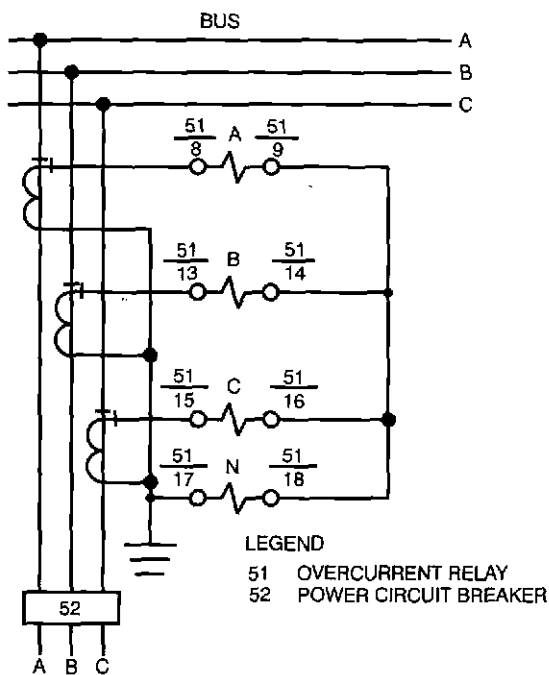 BUS
A
B
C
51 A 51
8 9
51 B 51
13 14
51 C 51
15 16
51 N 51
17 18
LEGEND
51 OVERCURRENT RELAY
52 POWER CIRCUIT BREAKER
52
A B C